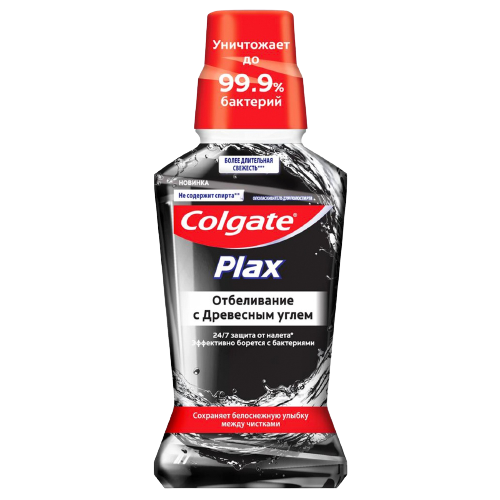 Уничтожает
до
99.9%
бактерий
БОЛЕЕ ДЛИТЕЛЬНАЯ
СВЕЖЕСТЬ***
НОВИНКА
Не содержит спирта**
Colgate®
Plax
Отбеливание
с Древесным углем
24/7 защита от налета*
Эффективно борется с бактериями
Сохраняет белоснежную улыбку
между чистками